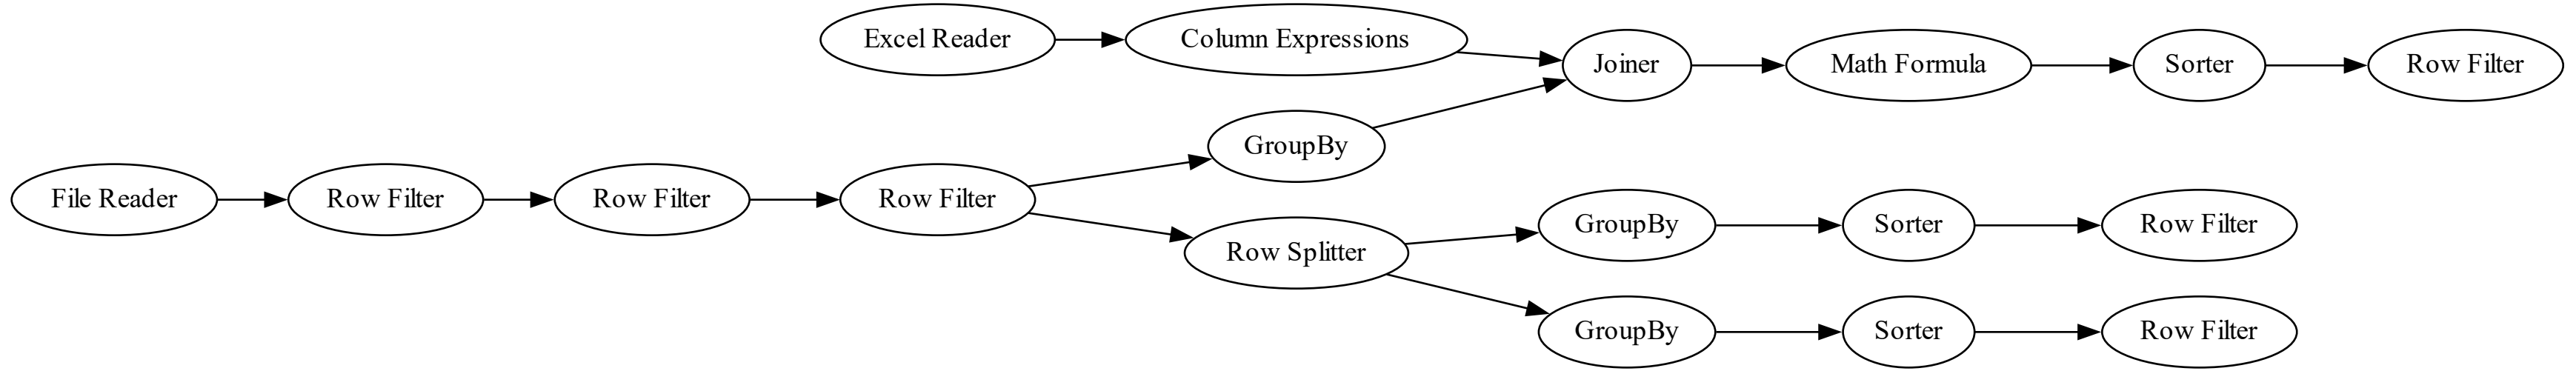 Excel Reader
Column Expressions
Joiner
Math Formula
Sorter
Row Filter
GroupBy
File Reader
Row Filter
Row Filter
Row Filter
Row Splitter
GroupBy
Sorter
Row Filter
GroupBy
Sorter
Row Filter